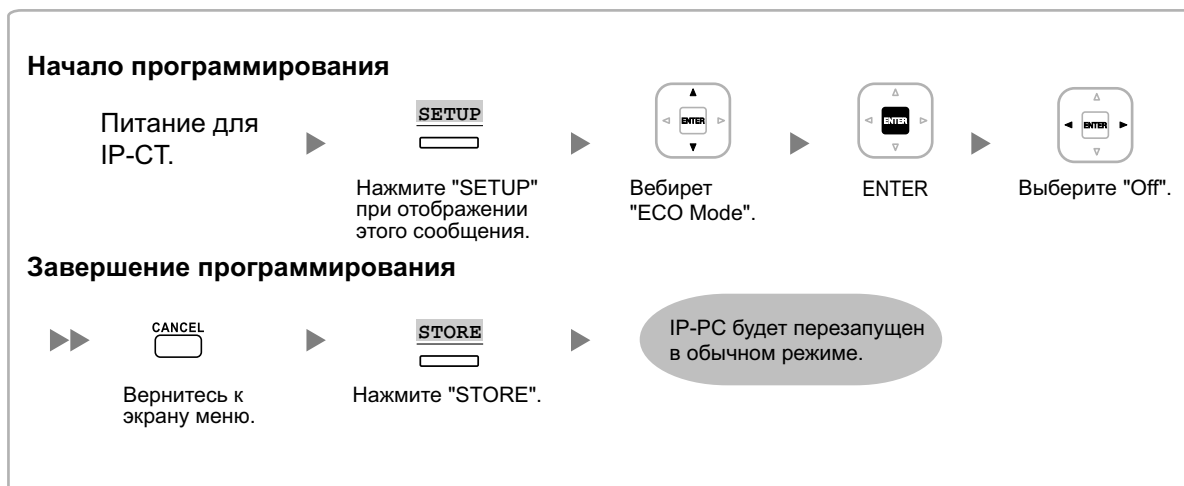 Начало программирования
Питание для
IP-CT.
SETUP
Нажмите "SETUP"
при отображении
этого сообщения.
ENTER
Вебирет
"ECO Mode".
ENTER
ENTER
ENTER
Выберите "Off".
Завершение программирования
CANCEL
Вернитесь к
экрану меню.
STORE
Нажмите "STORE".
IP-PC будет перезапущен
в обычном режиме.